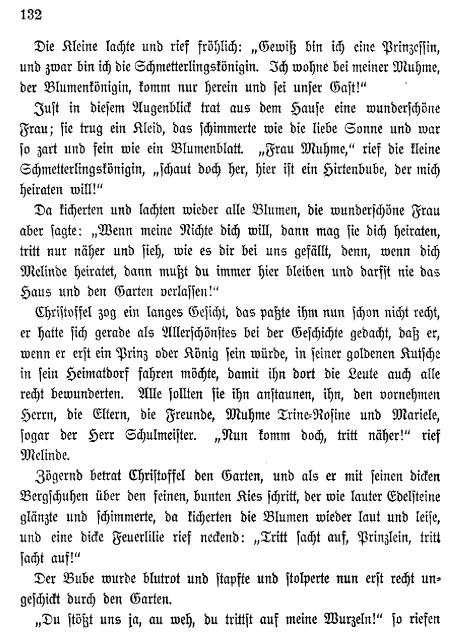 132
Die Kleine lachte und rief fröhlich: „Gewiß bin ich eine Prinzessin,
und zwar bin ich die Schmetterlingskönigin. Ich wohne bei meiner Muhme,
der Blumenkönigin, komm nur herein und sei unser Gast!“
Just in diesem Augenblick trat aus dem Hause eine wunderschöne
Frau; sie trug ein Kleid, das schimmerte wie die liebe Sonne und war
so zart und fein wie ein Blumenblatt. „Frau Muhme,“ rief die kleine
Schmetterlingskönigin, „schaut doch her, hier ist ein Hirtenbube, der mich
heiraten will!“
Da kicherten und lachten wieder alle Blumen, die wunderschöne Frau
aber sagte: „Wenn meine Nichte dich will, dann mag sie dich heiraten,
tritt nur näher und sieh, wie es dir bei uns gefällt, denn, wenn dich
Melinde heiratet, dann mußt du immer hier bleiben und darfst nie das
Haus und den Garten verlassen!“
Christoffel zog ein langes Gesicht, das paßte ihm nun schon nicht recht,
er hatte sich gerade als Allerschönstes bei der Geschichte gedacht, daß er,
wenn er erst ein Prinz oder König sein würde, in seiner goldenen Kutsche
in sein Heimatdorf fahren möchte, damit ihn dort die Leute auch alle
recht bewunderten. Alle sollten sie ihn anstaunen, ihn, den vornehmen
Herrn, die Eltern, die Freunde, Muhme Trine-Rosine und Mariele,
sogar der Herr Schulmeister. „Nun komm doch, tritt näher!“ rief
Melinde.
Zögernd betrat Christoffel den Garten, und als er mit seinen dicken
Bergschuhen über den feinen, bunten Kies schritt, der wie lauter Edelsteine
glänzte und schimmerte, da kicherten die Blumen wieder laut und leise,
und eine dicke Feuerlilie rief neckend: „Tritt sacht auf, Prinzlein, tritt
sacht auf!“
Der Bube wurde blutrot und stapfte und stolperte nun erst recht un-
geschickt durch den Garten.
„Du stößt uns ja, au weh, du trittst auf meine Wurzeln!“ so riefen